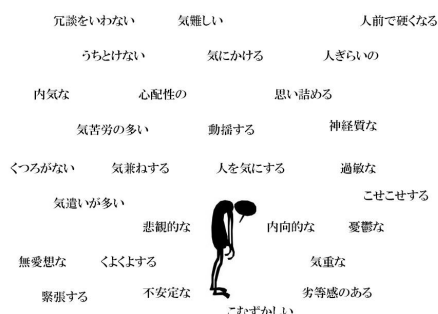 冗談をいわない 気難しい 人前で硬くなる
うちとけない 気にかける 人ぎらいの
内気な 心配性の 思い詰める
気苦労の多い 動揺する 神経質な
くつろがない 気兼ねする 人を気にする 過敏な
気遣いが多い こせこせする
悲観的な 内向的な 憂鬱な
無愛想な くよくよする 気重な
緊張する 不安定な 劣等感のある
こむずかしい